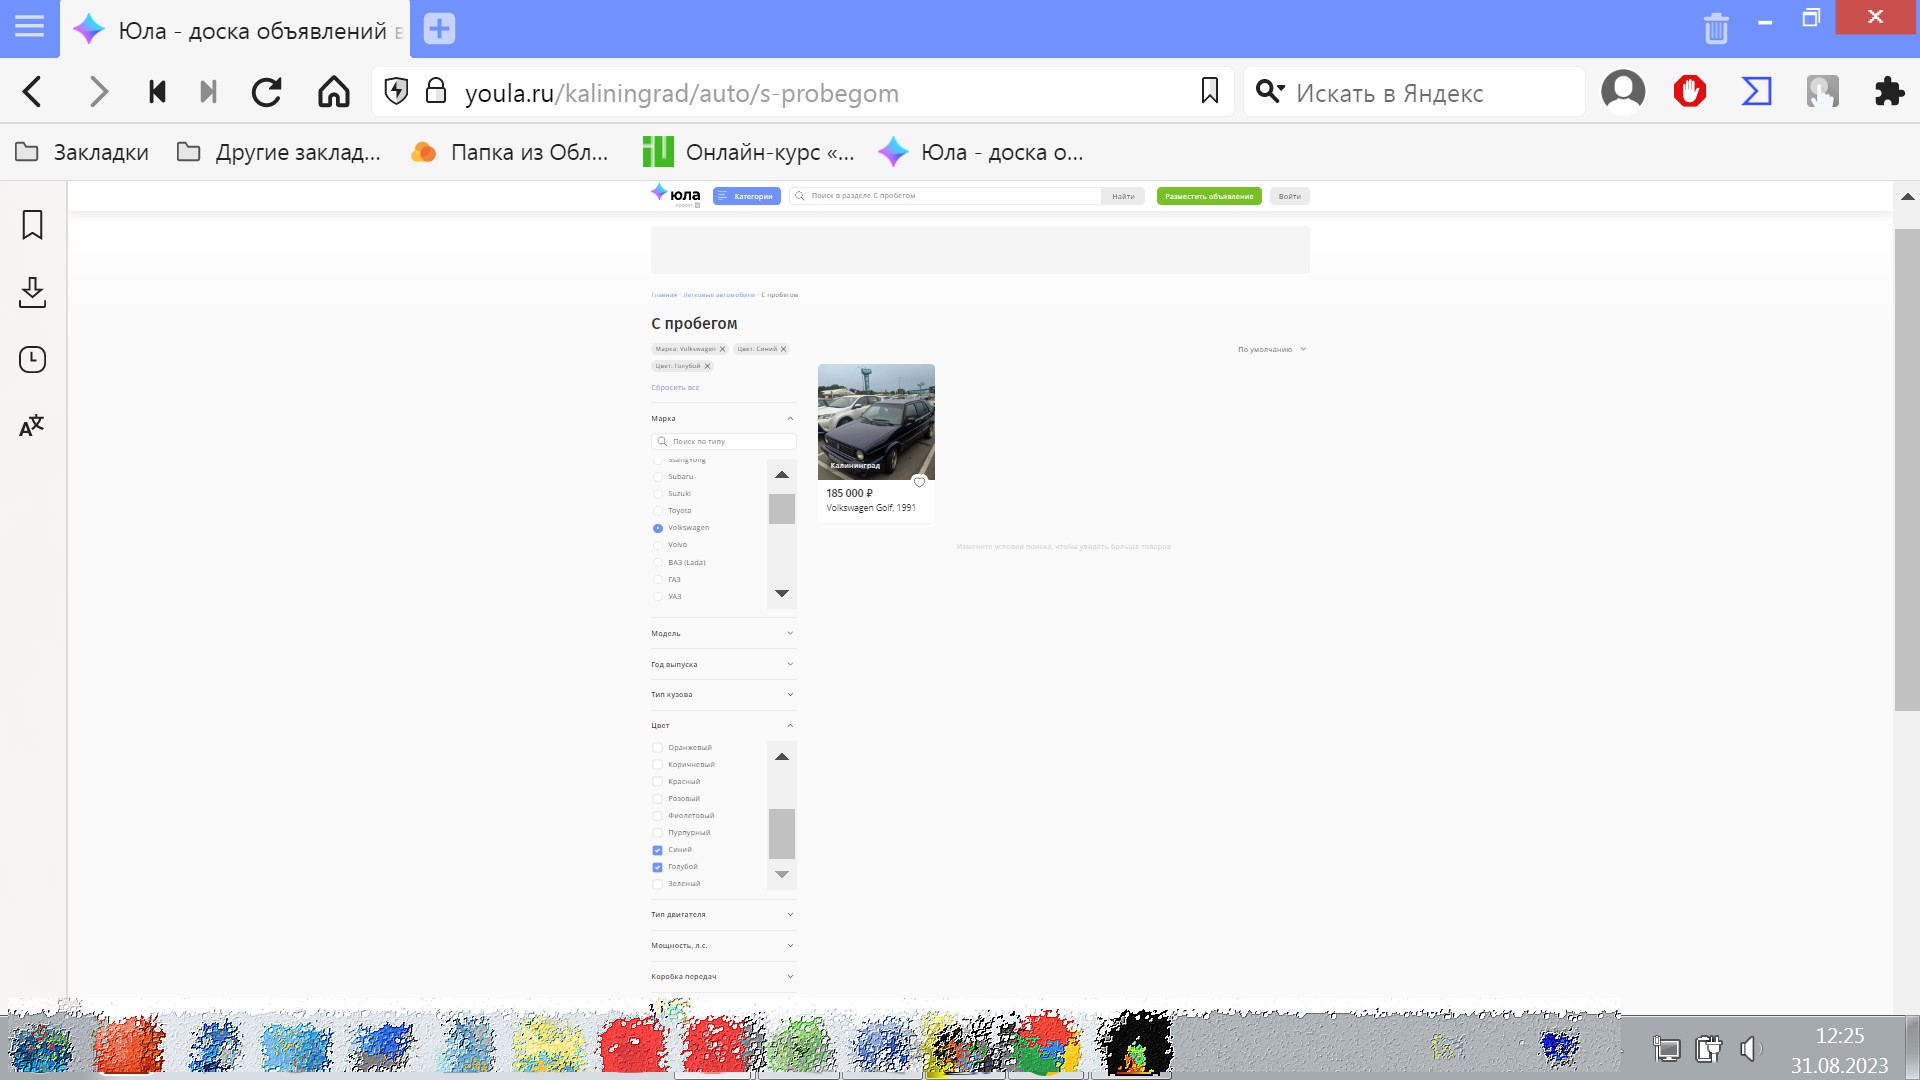 Юла - доска объявлений в
youla.ru/kaliningrad/auto/s-probegom
Искать в Яндекс
Закладки
Другие заклад...
Папка из Обл...
Онлайн-курс «...
Юла - доска о...
юла
Категории
Поиск в разделе С пробегом
Найти
Разместить объявление
Войти
Главная · Легковые автомобили · С пробегом
С пробегом
Марка: Volkswagen
Цвет: Синий
По умолчанию
Цвет: Голубой
Сбросить все
Марка
Поиск по типу
SsangYong
Subaru
Suzuki
Toyota
Volkswagen
Volvo
ВАЗ (Lada)
ГАЗ
УАЗ
Калининград
185 000 ₽
Volkswagen Golf, 1991
Измените условия поиска, чтобы увидеть больше товаров
Модель
Год выпуска
Тип кузова
Цвет
Оранжевый
Коричневый
Красный
Розовый
Фиолетовый
Пурпурный
Синий
Голубой
Зеленый
Тип двигателя
Мощность, л.с.
Коробка передач
12:25
31.08.2023